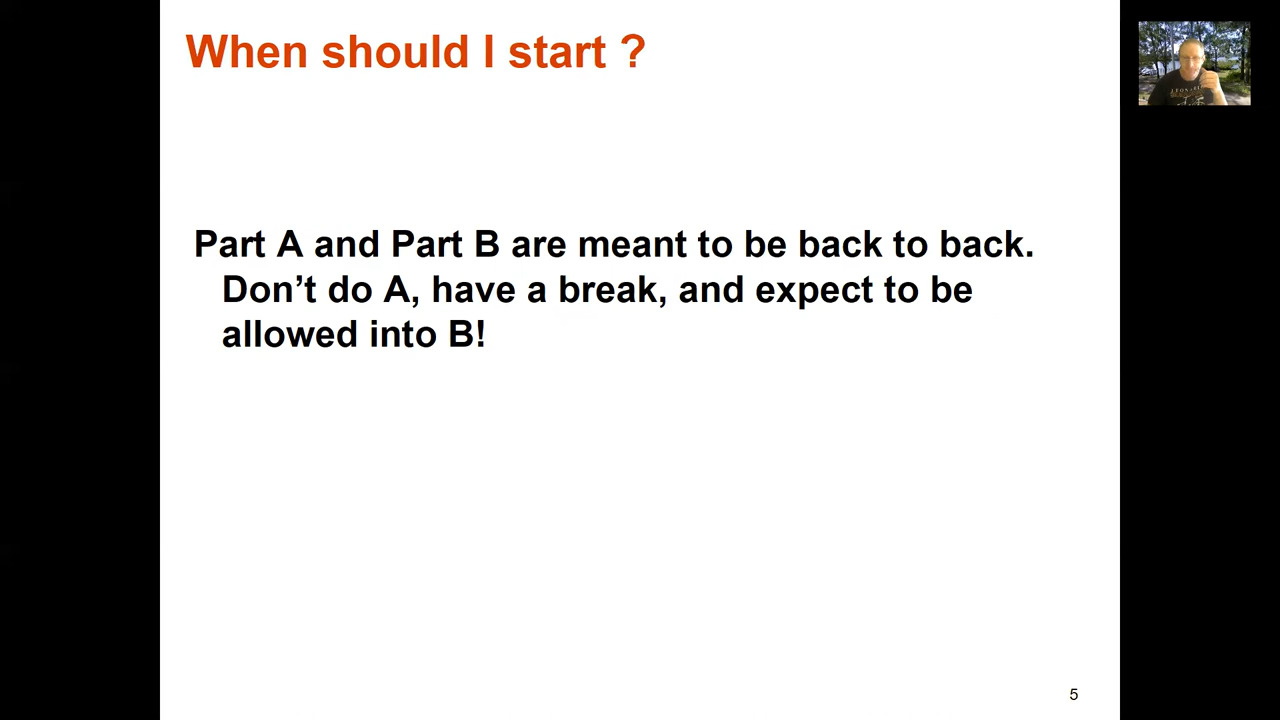 When should I start ?
Part A and Part B are meant to be back to back.
Don’t do A, have a break, and expect to be
allowed into B!
5